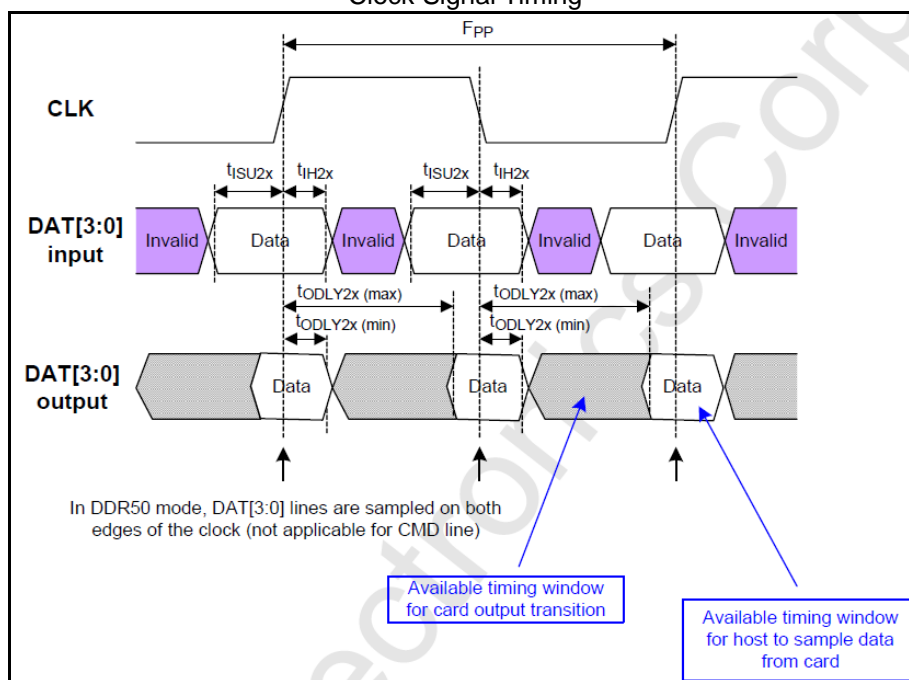 Clock Signal Timing
FPP
CLK
tISU2x tIH2x tISU2x tIH2x
DAT[3:0]
input
Invalid Data Invalid Data Invalid Data Invalid
tODLY2x (max) tODLY2x (max)
tODLY2x (min) tODLY2x (min)
DAT[3:0]
output
Data Data Data
In DDR50 mode, DAT[3:0] lines are sampled on both
edges of the clock (not applicable for CMD line)
Available timing window
for card output transition
Available timing window
for host to sample data
from card
ectronics Corp